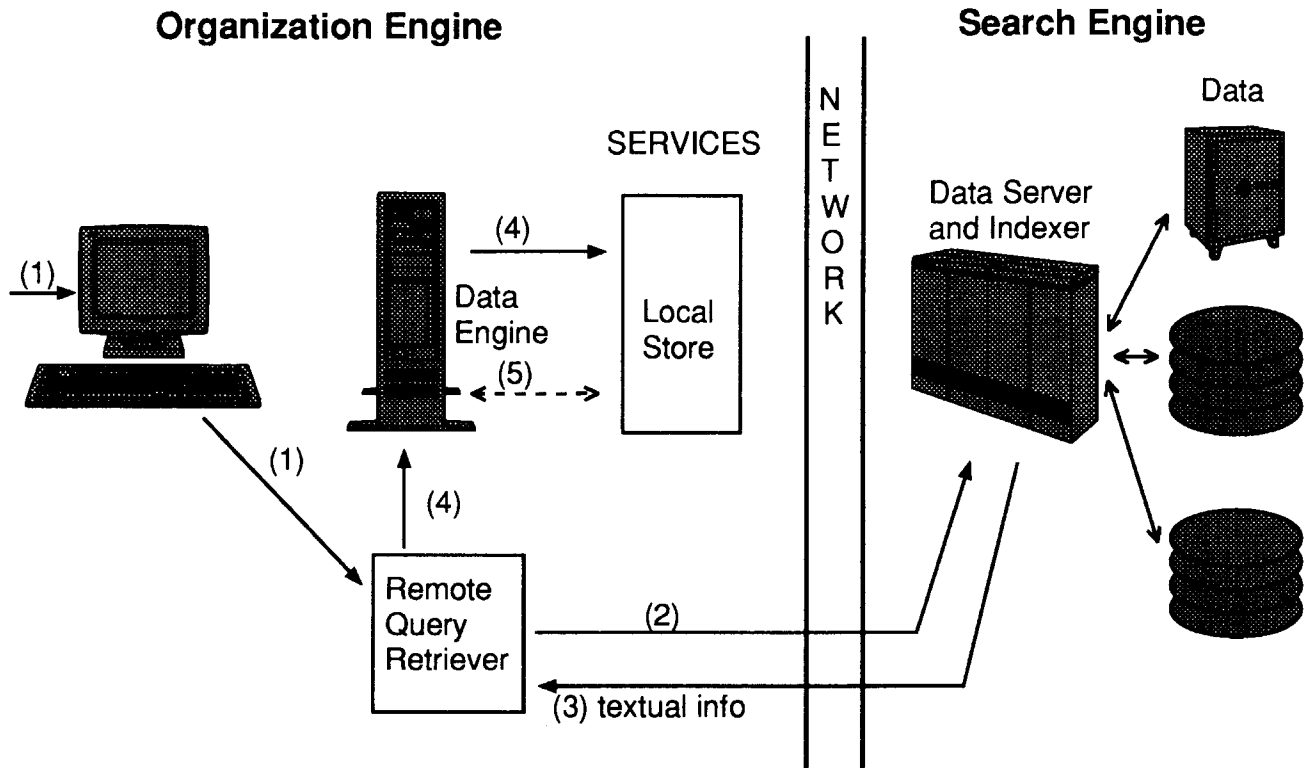 Organization Engine
Search Engine
NETWORK
Data
SERVICES
Data Server
and Indexer
(1)
(4)
Data
Engine
Local
Store
(5)
(1)
(4)
Remote
Query
Retriever
(2)
(3) textual info